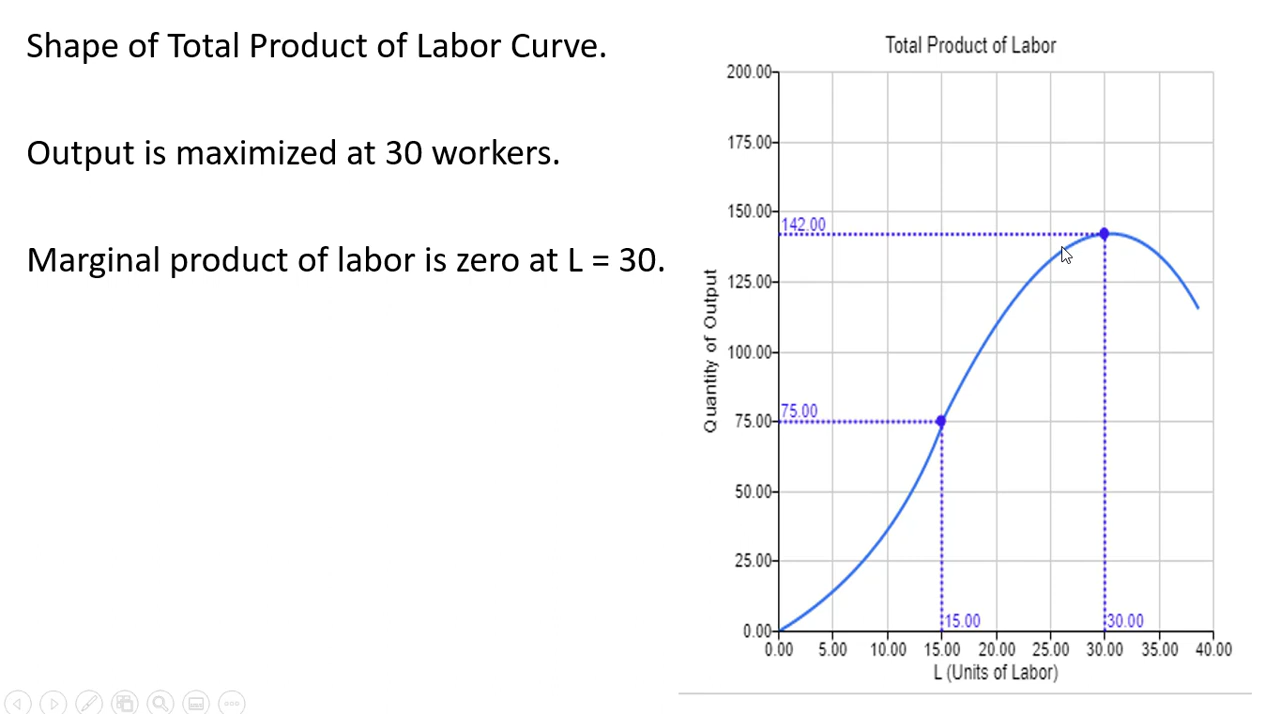 Shape of Total Product of Labor Curve.
Output is maximized at 30 workers.
Marginal product of labor is zero at L = 30.
Total Product of Labor
200.00
175.00
150.00
142.00
125.00
100.00
75.00
75.00
50.00
25.00
0.00
Quantity of Output
15.00
30.00
0.00 5.00 10.00 15.00 20.00 25.00 30.00 35.00 40.00
L (Units of Labor)